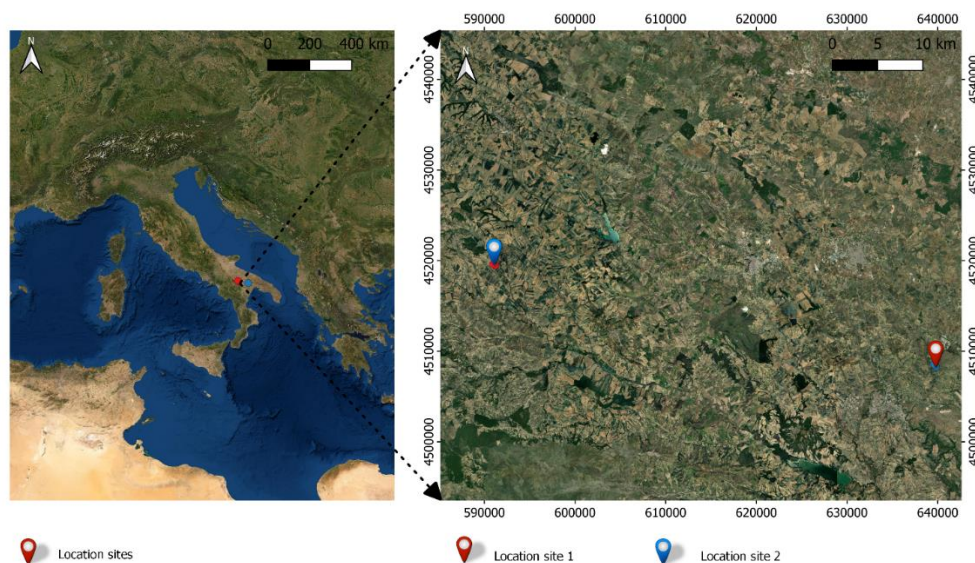 590000 600000 610000 620000 630000 640000
N
0 200 400 km
N
0 5 10 km
4540000 4540000
4530000 4530000
4520000 4520000
4510000 4510000
4500000 4500000
590000 600000 610000 620000 630000 640000
Location sites
Location site 1
Location site 2